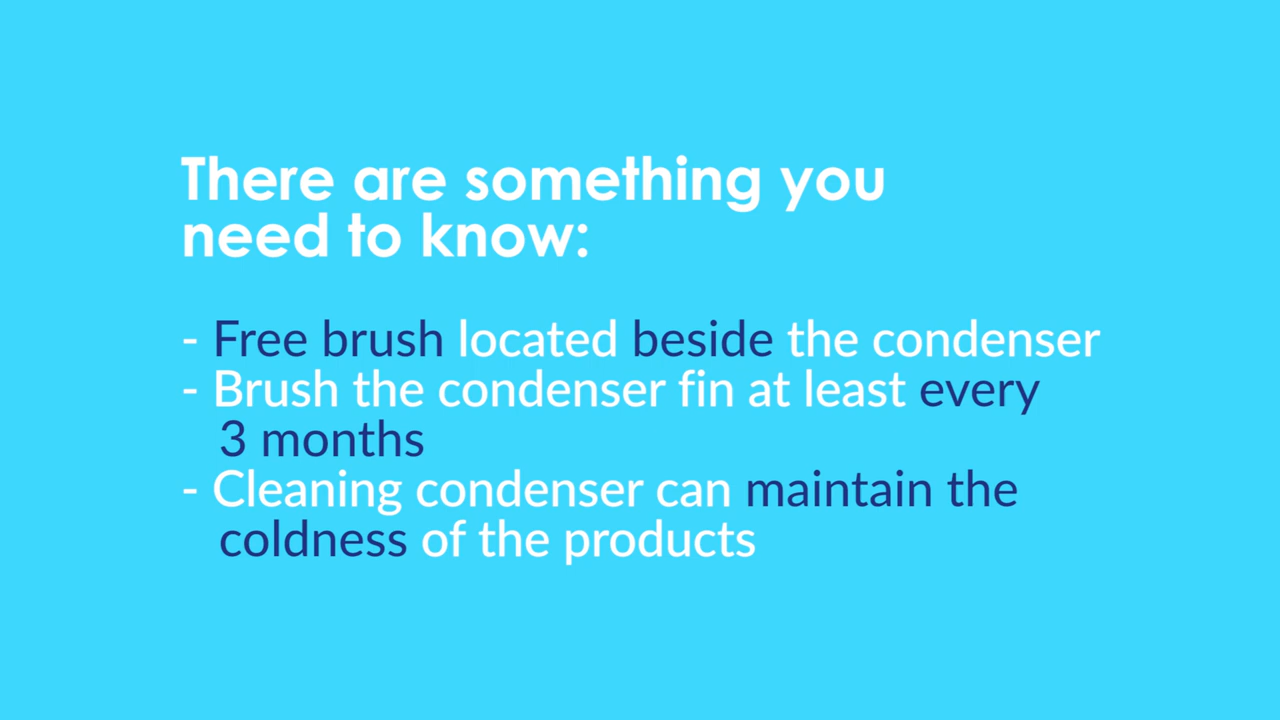 There are something you
need to know:
- Free brush located beside the condenser
- Brush the condenser fin at least every
3 months
- Cleaning condenser can maintain the
coldness of the products